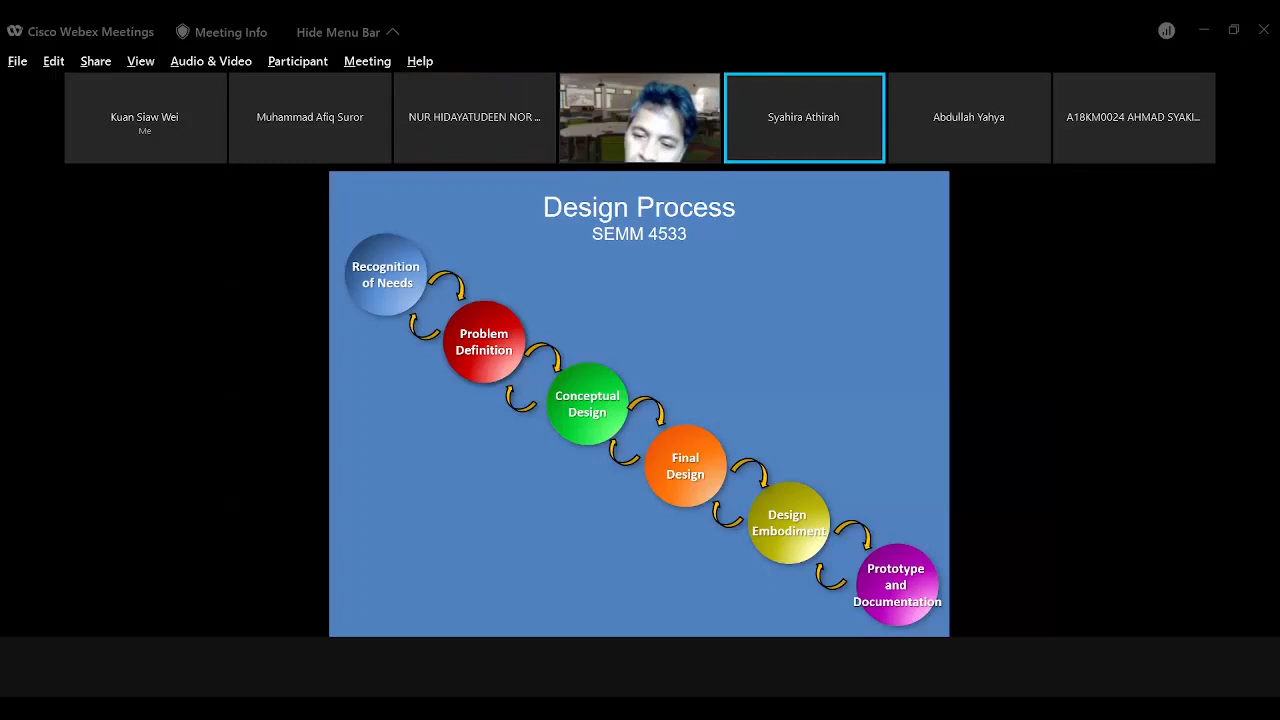 Cisco Webex Meetings
Meeting Info
Hide Menu Bar
File
Edit
Share
View
Audio & Video
Participant
Meeting
Help
Kuan Siaw Wei
Me
Muhammad Afiq Suror
NUR HIDAYATUDEEN NOR ...
Syahira Athirah
Abdullah Yahya
A18KM0024 AHMAD SYAKI...
Design Process
SEMM 4533
Recognition
of Needs
Problem
Definition
Conceptual
Design
Final
Design
Design
Embodiment
Prototype
and
Documentation